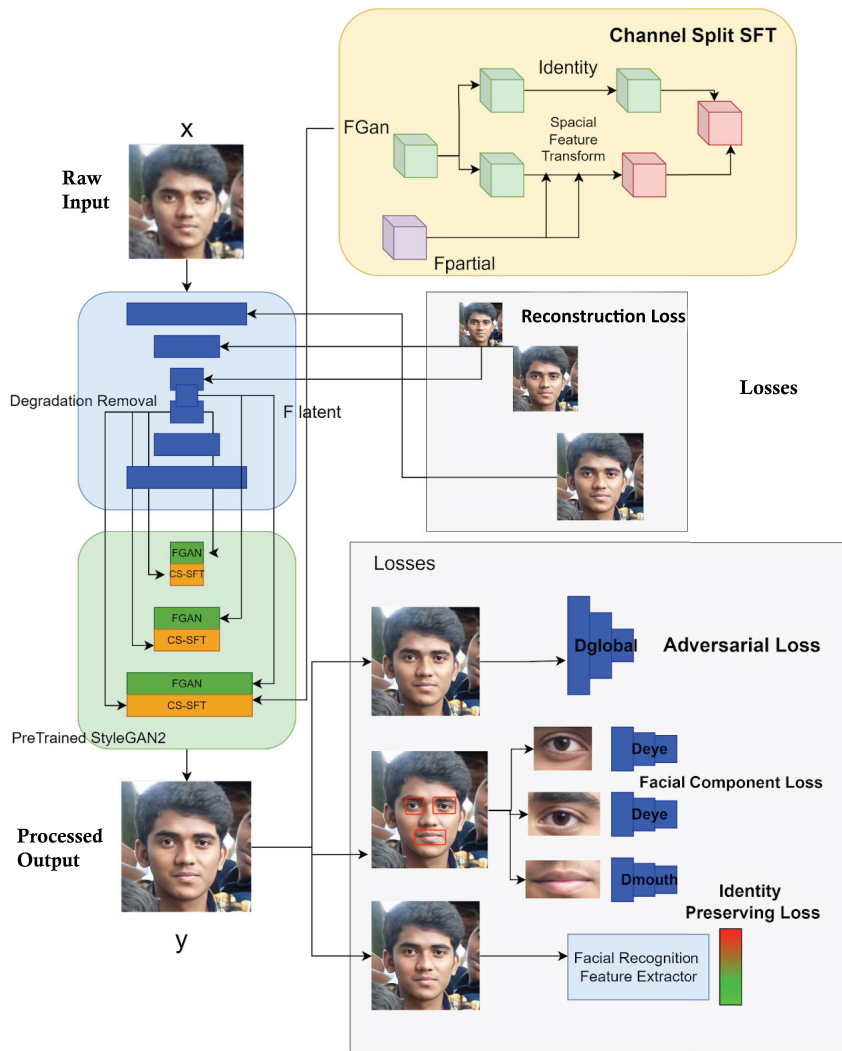 Channel Split SFT
Identity
FGan
Spacial
Feature
Transform
Fpartial
x
Raw
Input
Reconstruction Loss
Losses
Degradation Removal
F latent
FGAN
CS-SFT
FGAN
CS-SFT
FGAN
CS-SFT
PreTrained StyleGAN2
Losses
Dglobal
Adversarial Loss
Deye
Facial Component Loss
Deye
Dmouth
Processed
Output
y
Identity
Preserving Loss
Facial Recognition
Feature Extractor